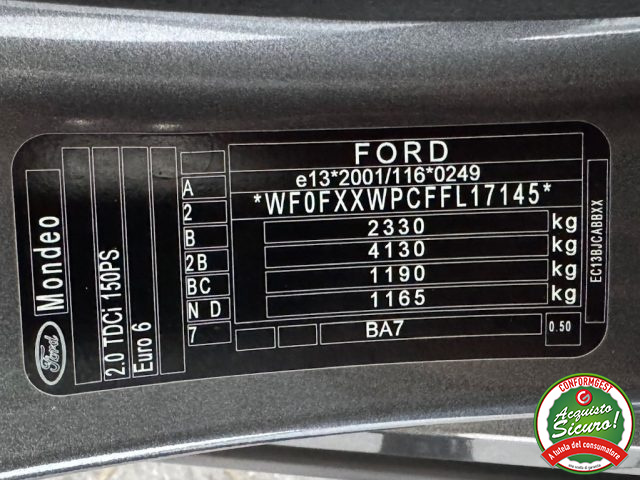 FORD
e13*2001/116*0249
*WF0FXXWPCFFL17145*
2330 kg
4130 kg
1190 kg
1165 kg
BA7
0.50
A
2
B
2B
BC
N D
7
Ford
Mondeo
2.0 TDCi 150PS
Euro 6
EC13BJCABBXX
CONFORMGEST
Acquisto
Sicuro!
A tutela del consumatore